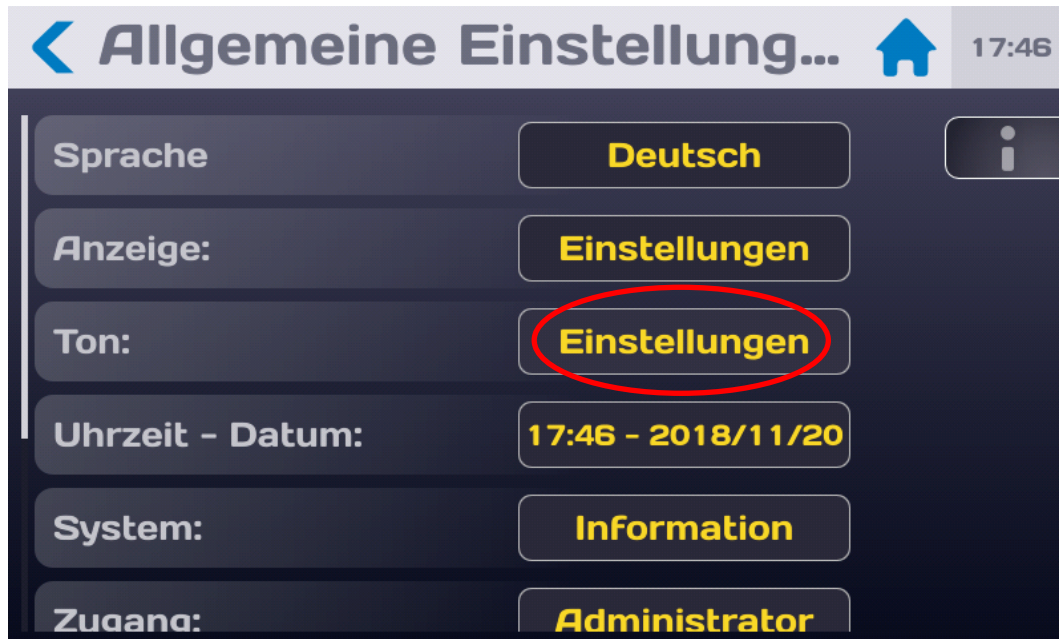 Allgemeine Einstellung... 17:46
Sprache Deutsch
Anzeige: Einstellungen
Ton: Einstellungen
Uhrzeit - Datum: 17:46 - 2018/11/20
System: Information
Zugang: Administrator